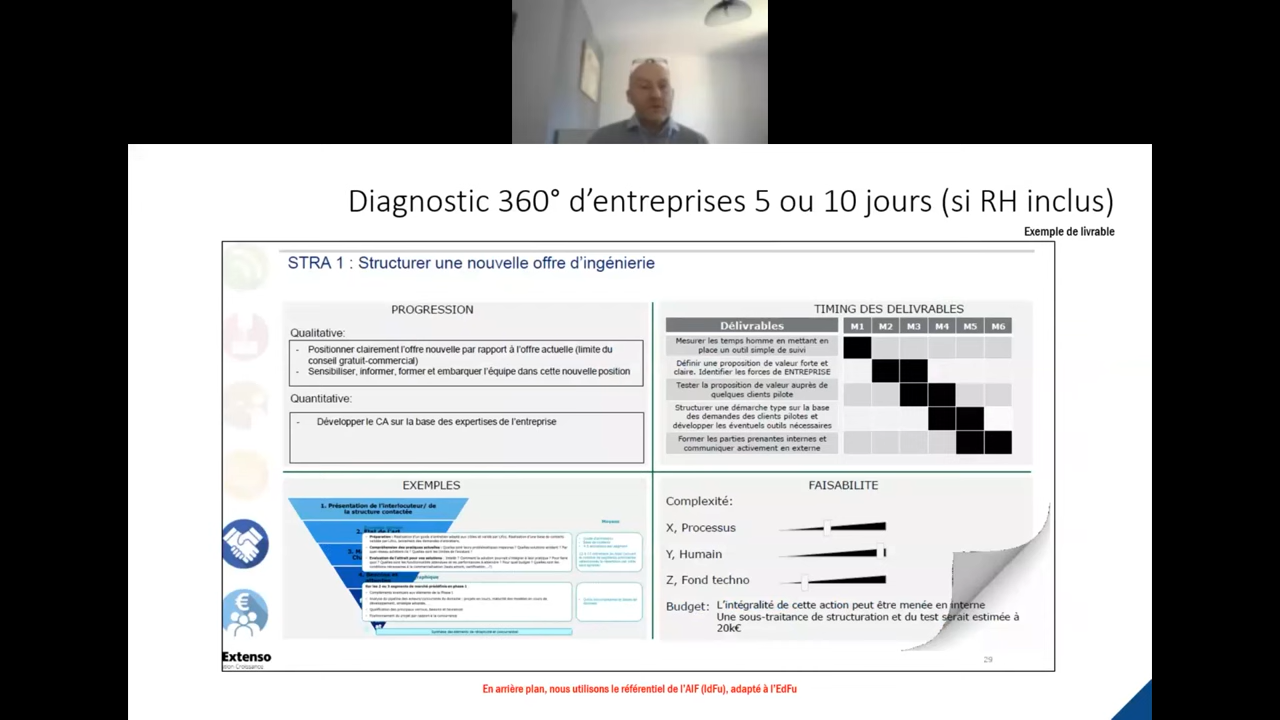 Diagnostic 360° d'entreprises 5 ou 10 jours (si RH inclus)
Exemple de livrable
STRA 1 : Structurer une nouvelle offre d'ingénierie
PROGRESSION
Qualitative:
- Positionner clairement l'offre nouvelle par rapport à l'offre actuelle (limite du
conseil gratuit-commercial)
- Sensibiliser, informer, former et embarquer l'équipe dans cette nouvelle position
Quantitative:
- Développer le CA sur la base des expertises de l'entreprise
TIMING DES DELIVRABLES
Délivrables M1 M2 M3 M4 M5 M6
Mesurer les temps homme en mettant en
place un outil simple de suivi
Définir une proposition de valeur forte et
claire. Identifier les forces de ENTREPRISE
Tester la proposition de valeur auprès de
quelques clients pilote
Structurer une démarche type sur la base
des demandes des clients pilotes et
développer les éventuels outils nécessaires
Former les parties prenantes internes et
communiquer activement en externe
EXEMPLES
1. Présentation de l'interlocuteur/ de
la structure contactée
FAISABILITE
Complexité:
X, Processus
Y, Humain
Z, Fond techno
Budget: L'intégralité de cette action peut être menée en interne
Une sous-traitance de structuration et du test serait estimée à
20k€
Extenso
29
En arrière plan, nous utilisons le référentiel de l'AIF (IdFu), adapté à l'EdFu